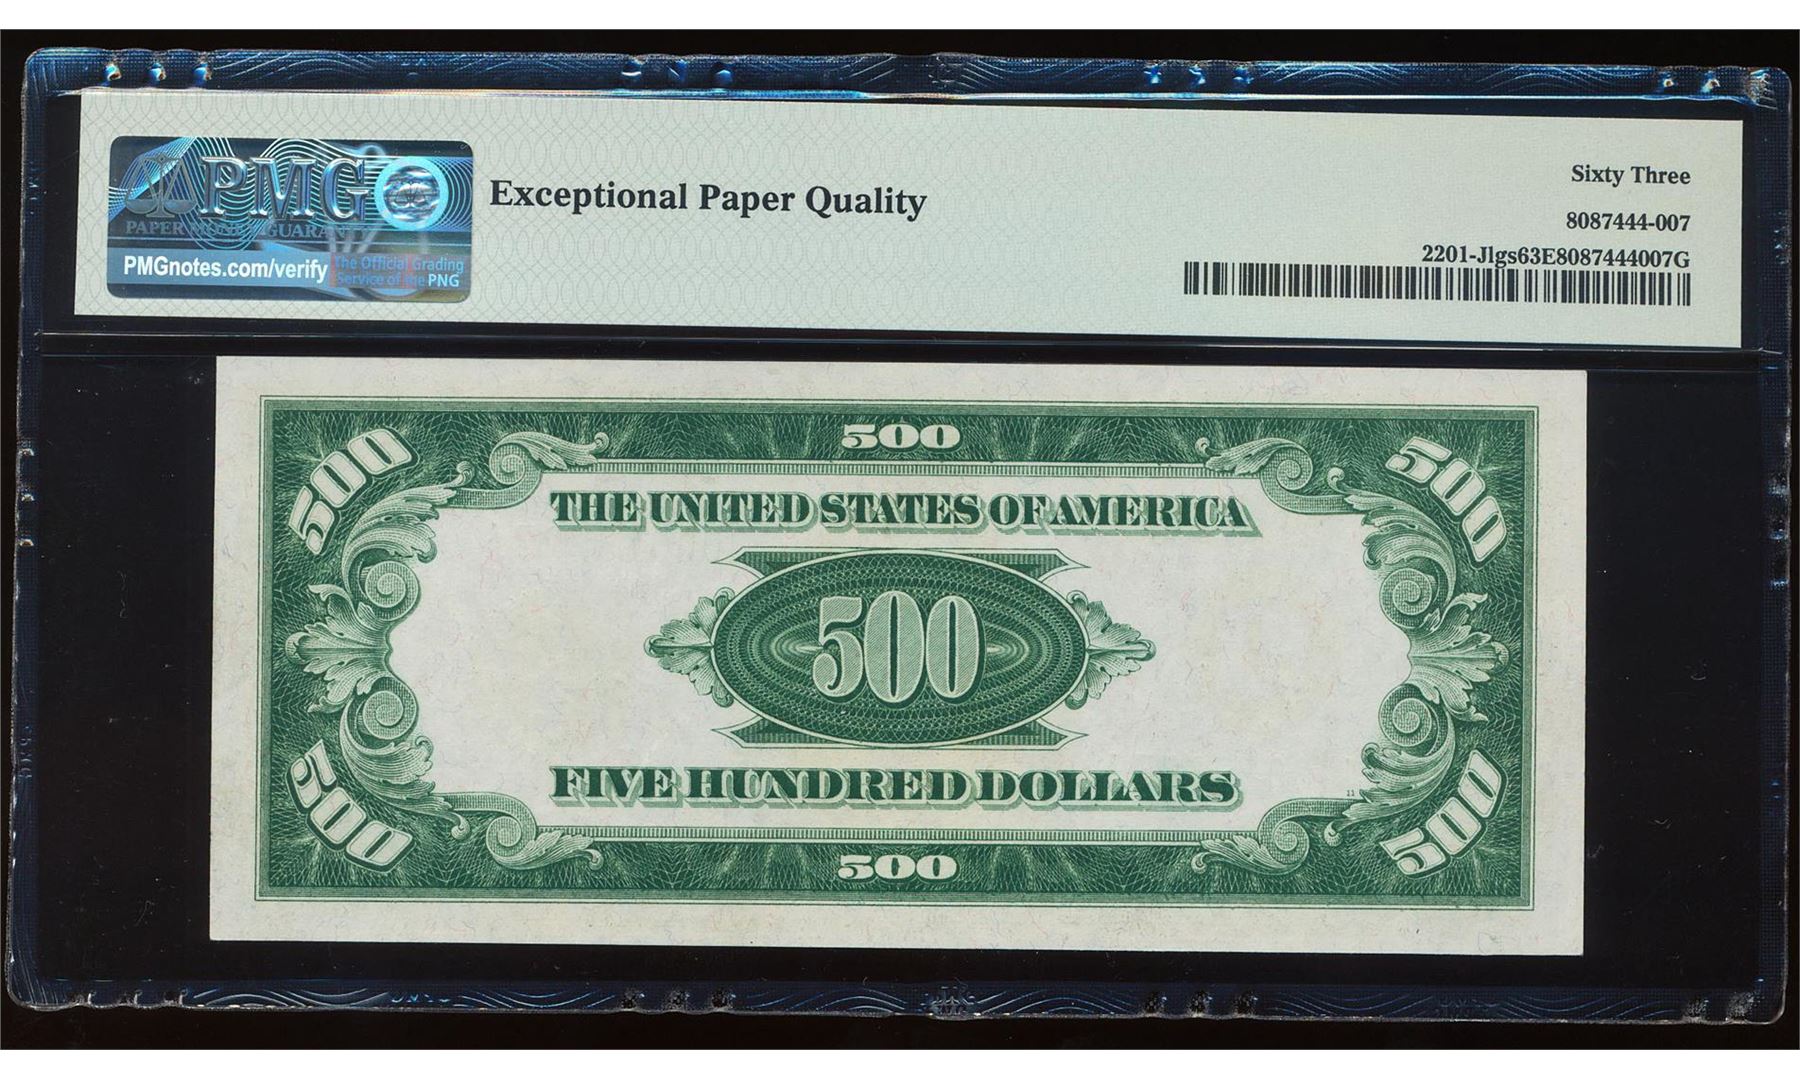 PMG
PAPER MONEY GUARANTY
PMGnotes.com/verify
The Official Grading
Service of the PNG
Exceptional Paper Quality
Sixty Three
8087444-007
2201-Jlgs63E8087444007G
500
500
500
THE UNITED STATES OF AMERICA
500
FIVE HUNDRED DOLLARS
11
500
500
500